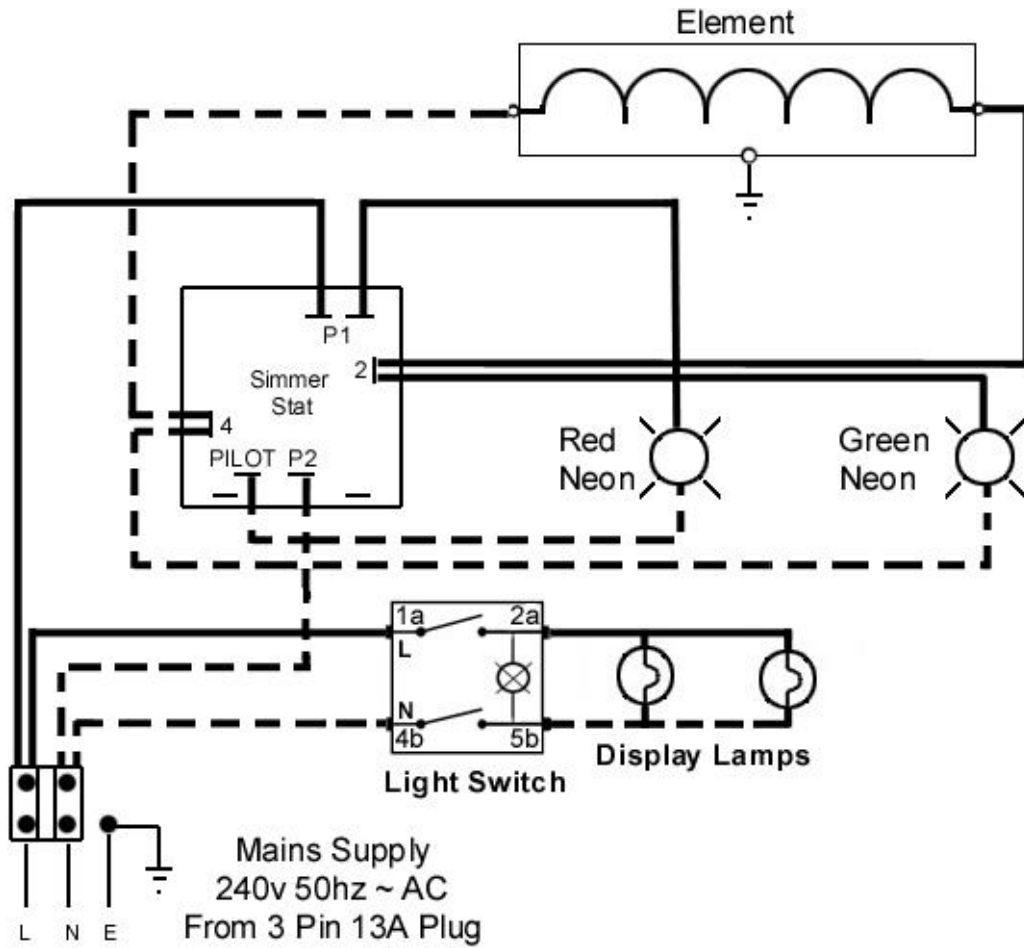 Element
P1
2
Simmer
Stat
4
PILOT P2
Red
Neon
Green
Neon
1a 2a
L
N
4b 5b
Light Switch
Display Lamps
Mains Supply
240v 50hz ~ AC
From 3 Pin 13A Plug
L N E